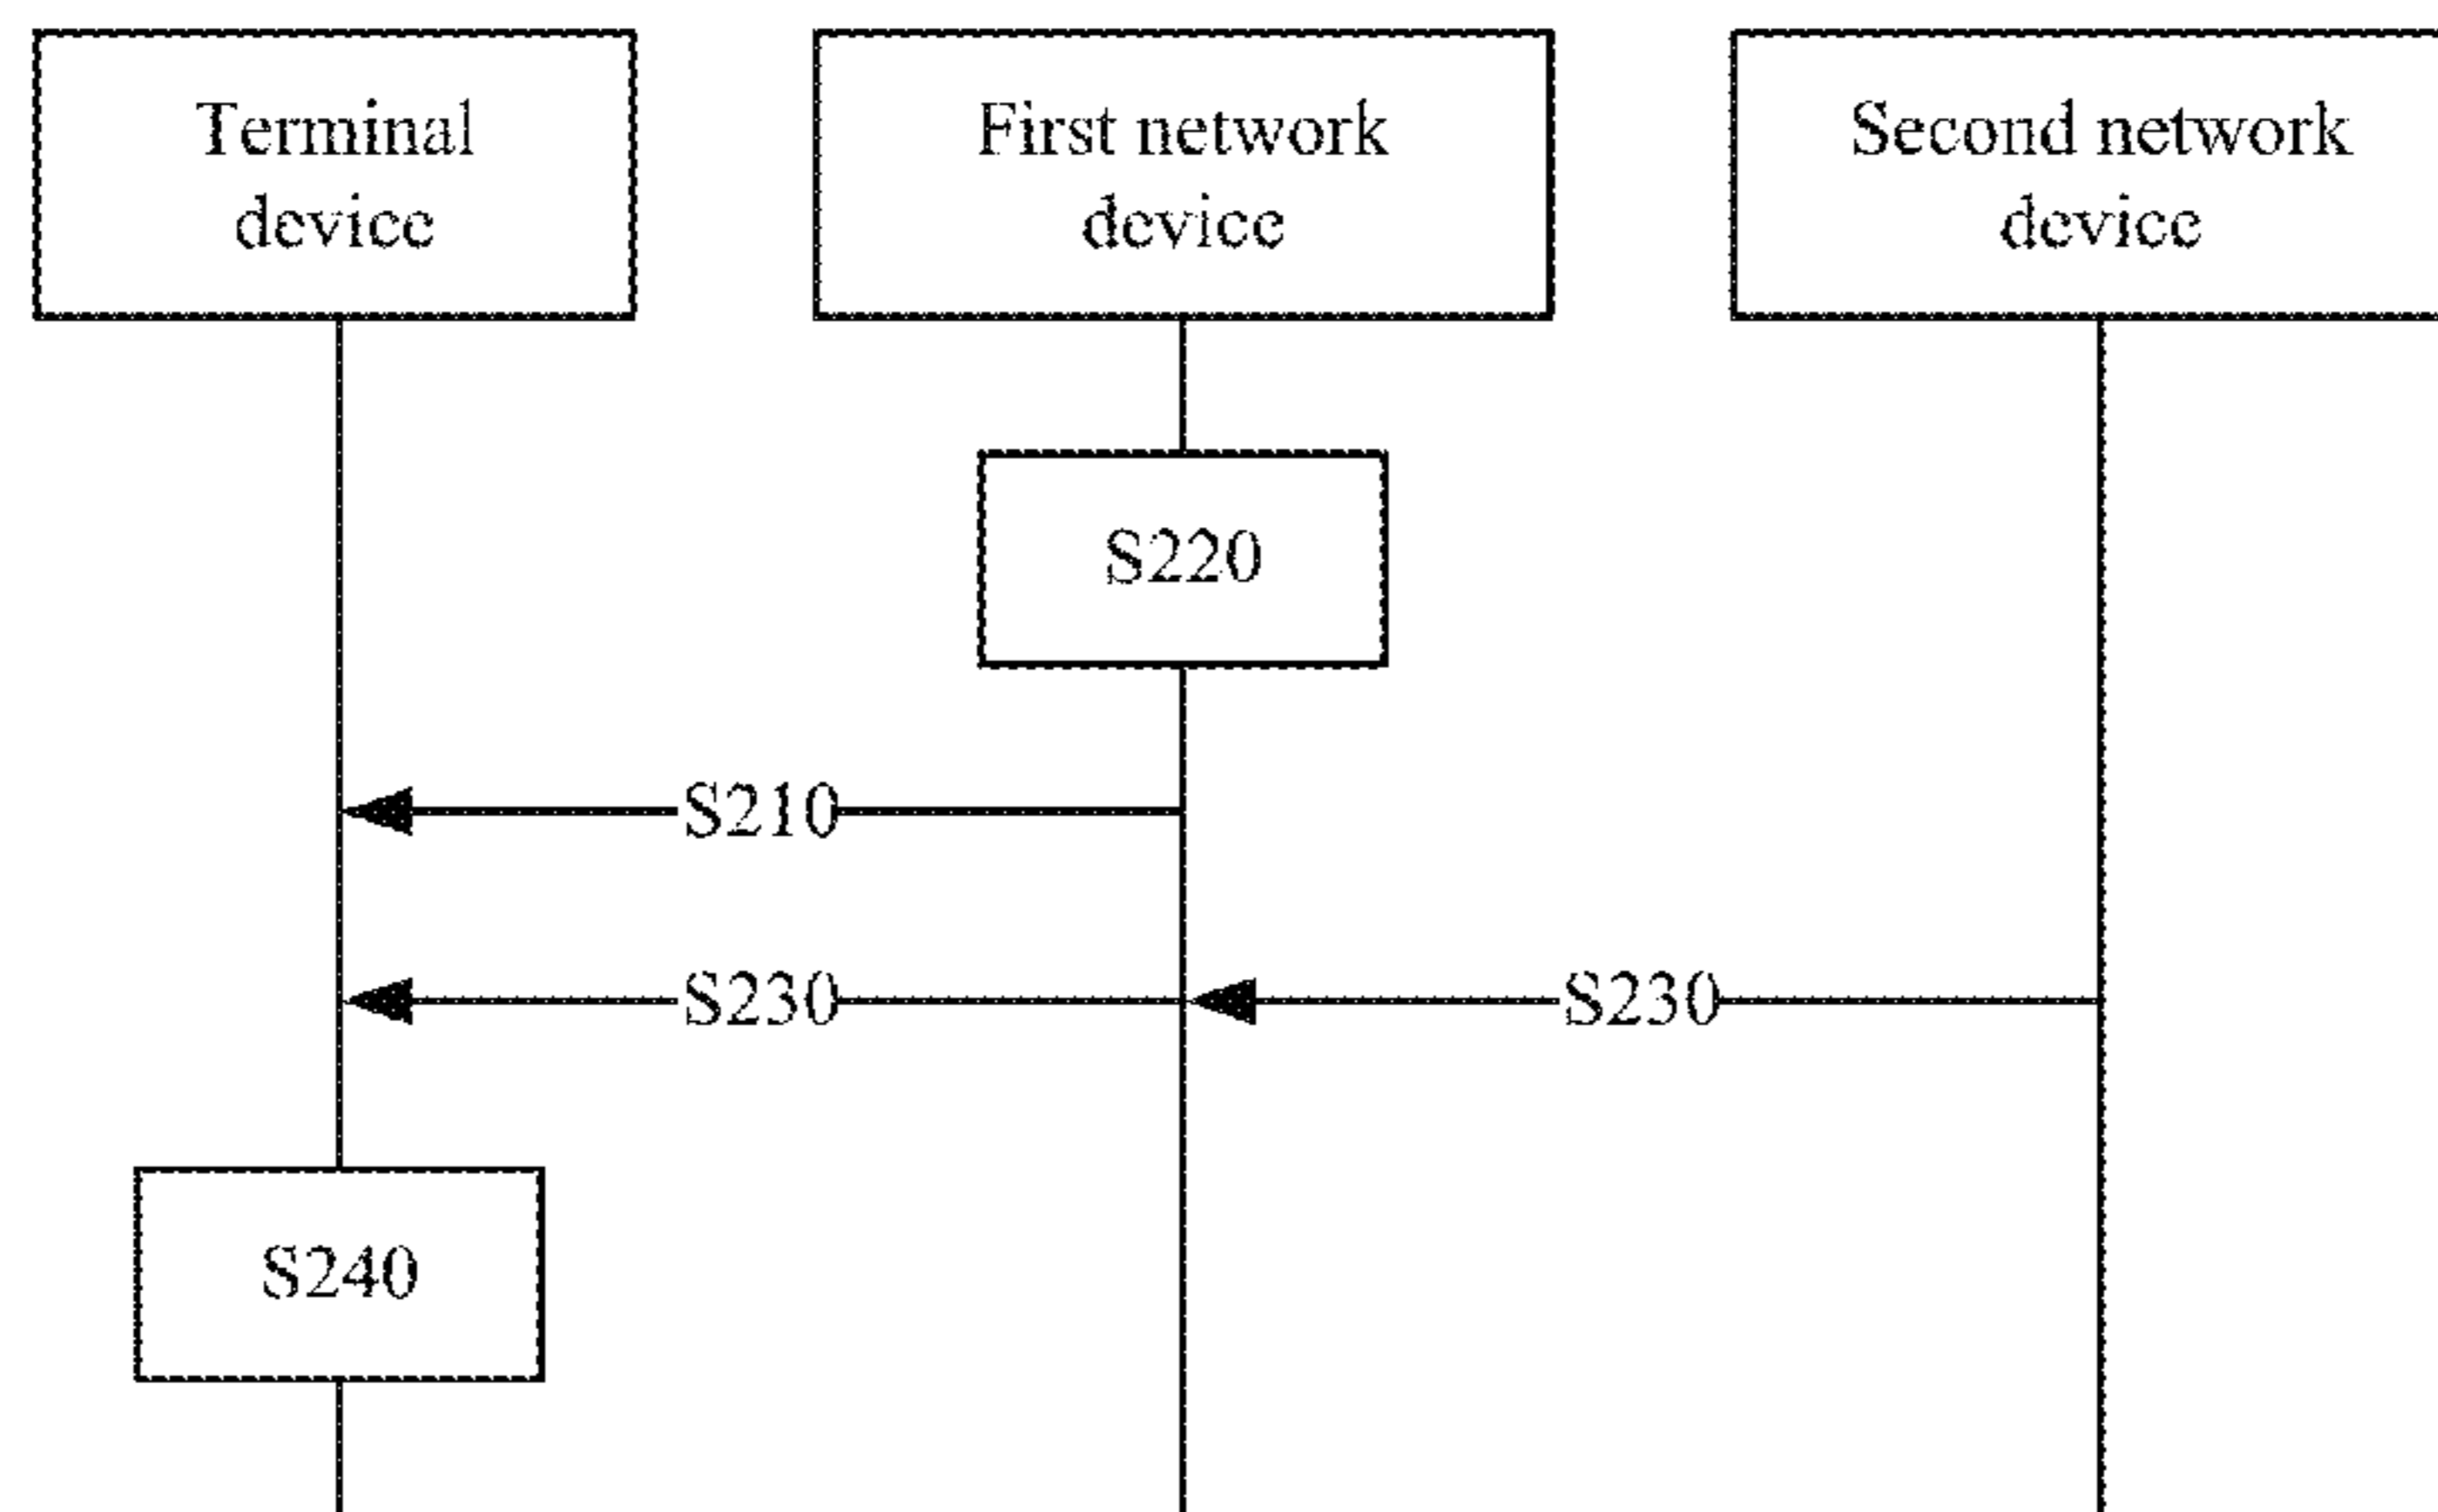 Terminal
device
First network
device
Second network
device
S220
S210
S230
S230
S240